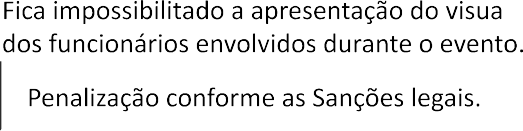 Fica impossibilitado a apresentação do visua
dos funcionários envolvidos durante o evento.
Penalização conforme as Sanções legais.